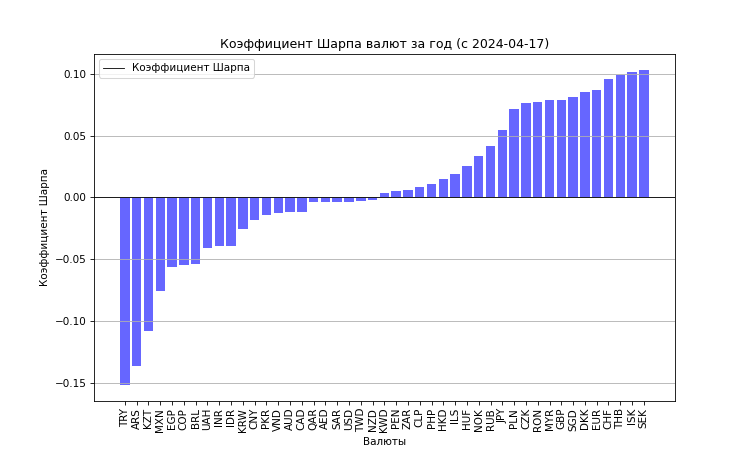 Коэффициент Шарпа валют за год (с 2024-04-17)
Коэффициент Шарпа
Коэффициент Шарпа
0.10
0.05
0.00
−0.05
−0.10
−0.15
TRY ARS KZT MXN EGP COP BRL UAH INR IDR KRW CNY PKR VND AUD CAD QAR AED SAR USD TWD NZD KWD PEN ZAR CLP PHP HKD ILS HUF NOK RUB JPY PLN CZK RON MYR GBP SGD DKK EUR CHF THB ISK SEK
Валюты